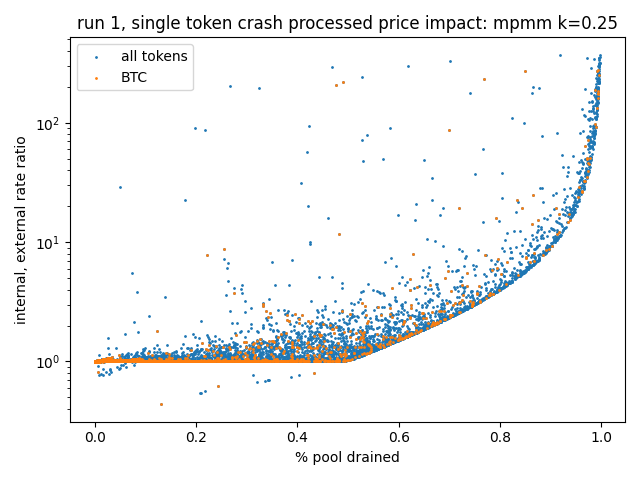 run 1, single token crash processed price impact: mpmm k=0.25
all tokens
BTC
internal, external rate ratio
10²
10¹
10⁰
0.0 0.2 0.4 0.6 0.8 1.0
% pool drained